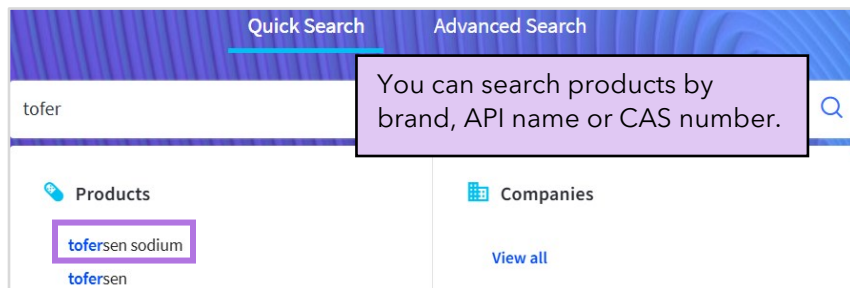 Quick Search
Advanced Search
tofer
You can search products by
brand, API name or CAS number.
Products
Companies
tofersen sodium
View all
tofersen